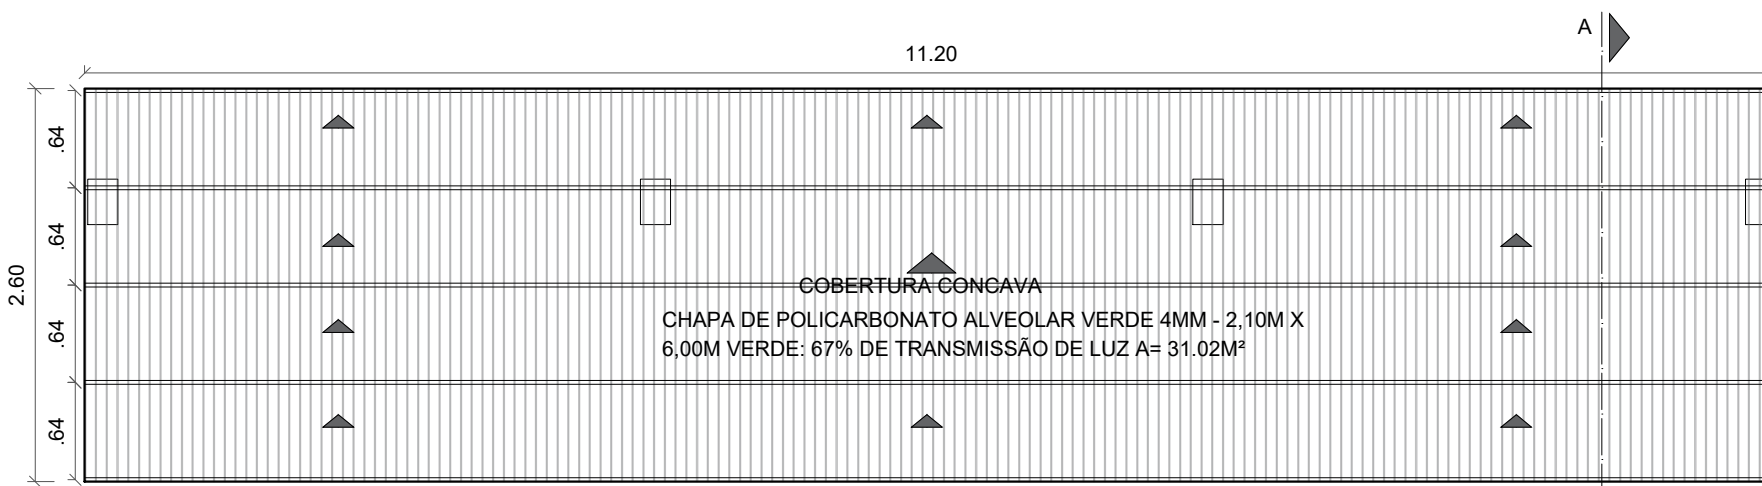 A
11.20
.64
.64
2.60
.64
.64
COBERTURA CONCAVA
CHAPA DE POLICARBONATO ALVEOLAR VERDE 4MM - 2,10M X
6,00M VERDE: 67% DE TRANSMISSÃO DE LUZ A= 31.02M²